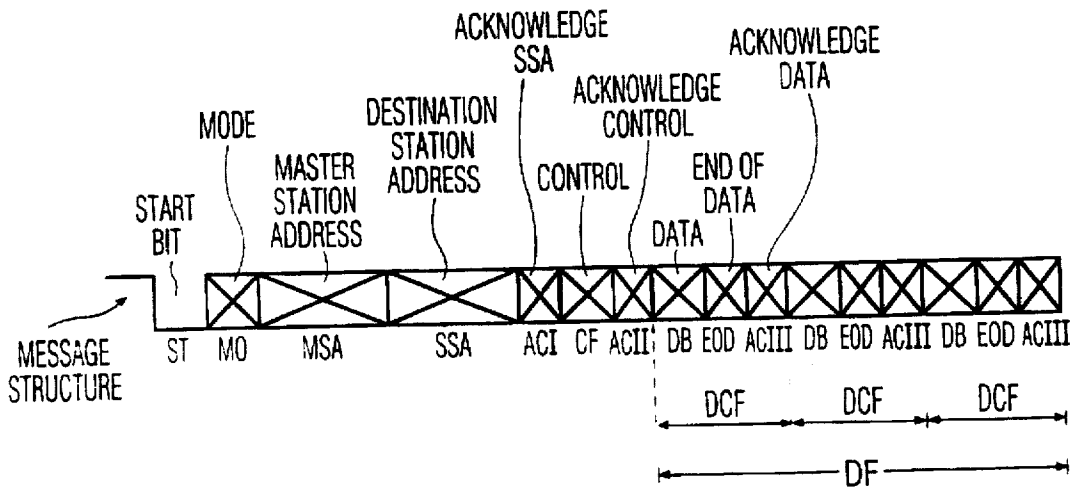 ACKNOWLEDGE
SSA
ACKNOWLEDGE
DATA
DESTINATION
STATION
ADDRESS
ACKNOWLEDGE
CONTROL
MODE
MASTER
STATION
ADDRESS
CONTROL
END OF
DATA
START
BIT
DATA
MESSAGE
STRUCTURE
ST MO MSA SSA ACI CF ACII DB EOD ACIII DB EOD ACIII DB EOD ACIII
DCF DCF DCF
DF